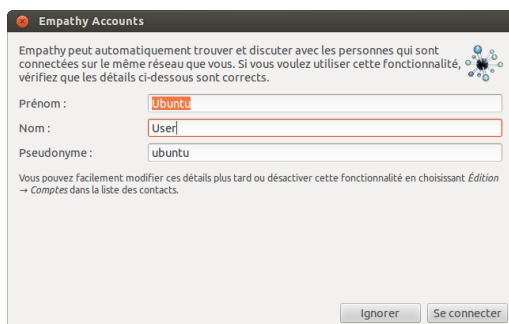 Empathy Accounts
Empathy peut automatiquement trouver et discuter avec les personnes qui sont
connectées sur le même réseau que vous. Si vous voulez utiliser cette fonctionnalité,
vérifiez que les détails ci-dessous sont corrects.
Prénom : Ubuntu
Nom : User
Pseudonyme : ubuntu
Vous pouvez facilement modifier ces détails plus tard ou désactiver cette fonctionnalité en choisissant Édition
→ Comptes dans la liste des contacts.
Ignorer Se connecter